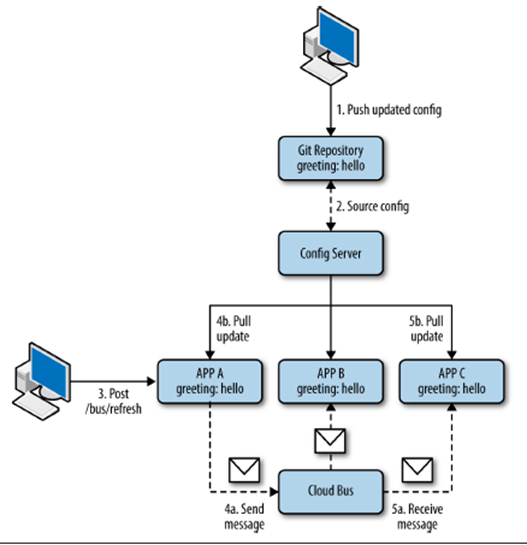 1. Push updated config
Git Repository
greeting: hello
2. Source config
Config Server
4b. Pull
update
5b. Pull
update
APP A
greeting: hello
APP B
greeting: hello
APP C
greeting: hello
3. Post
/bus/refresh
Cloud Bus
4a. Send
message
5a. Receive
message